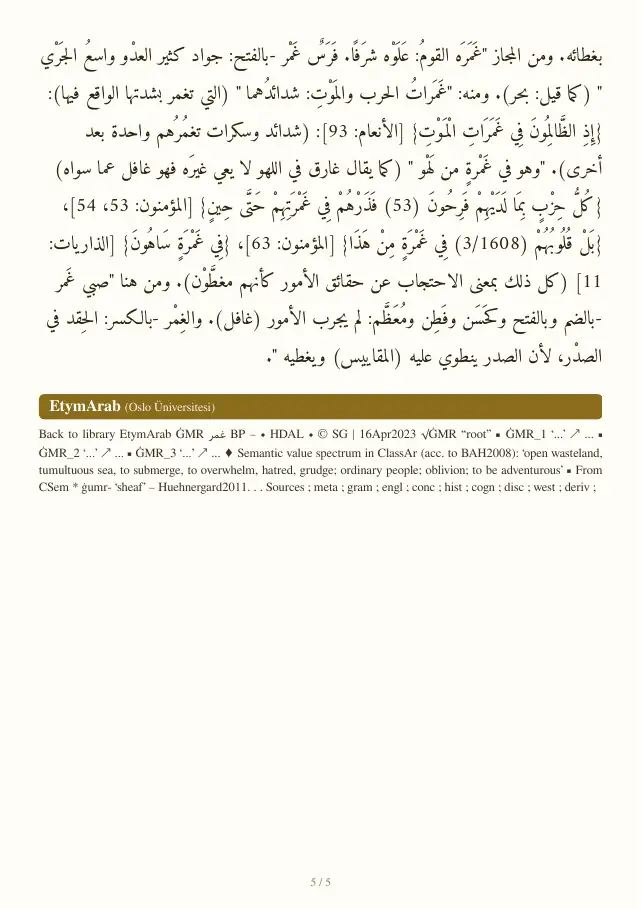 بغطائه. ومن المجاز "غَمَرَه القومُ: عَلَوْه شرَفًا. فَرَسٌ غَمْر -بالفتح: جواد كثير العدْو واسعُ الجَرْي
" (كما قيل: بحر). ومنه: "غَمَراتُ الحرب والمَوْتِ: شدائدُهما " (التي تغمر بشدتها الواقع فيها):
{إِذِ الظَّالِمُونَ فِي غَمَرَاتِ الْمَوْتِ} [الأنعام: 93]: (شدائد وسكرات تغمُرُهم واحدة بعد
أخرى). "وهو في غَمْرةٍ من لَهْو " (كما يقال غارق في اللهو لا يعي غيرَه فهو غافل عما سواه)
{كُلُّ حِزْبٍ بِمَا لَدَيْهِمْ فَرِحُونَ (53) فَذَرْهُمْ فِي غَمْرَتِهِمْ حَتَّى حِينٍ} [المؤمنون: 53، 54]،
{بَلْ قُلُوبُهُمْ (3/1608) فِي غَمْرَةٍ مِنْ هَذَا} [المؤمنون: 63]، {فِي غَمْرَةٍ سَاهُونَ} [الذاريات:
11] (كل ذلك بمعنى الاحتجاب عن حقائق الأمور كأنهم مغطَّوْن). ومن هنا "صبي غَمر
-بالضم وبالفتح وكحَسَن وفَطِن ومُعَظَّم: لم يجرب الأمور (غافل). والغِمْر -بالكسر: الحِقد في
الصدْر، لأن الصدر ينطوي عليه (المقاييس) ويغطيه ".
EtymArab (Oslo Üniversitesi)
Back to library EtymArab ĠMR غمر BP – • HDAL • © SG | 16Apr2023 √ĠMR “root” ▪ ĠMR_1 ‘...’ ↗ ... ▪
ĠMR_2 ‘...’ ↗ ... ▪ ĠMR_3 ‘...’ ↗ ... ♦ Semantic value spectrum in ClassAr (acc. to BAH2008): ‘open wasteland,
tumultuous sea, to submerge, to overwhelm, hatred, grudge; ordinary people; oblivion; to be adventurous’ ▪ From
CSem * ġumr- ‘sheaf’ – Huehnergard2011. . . Sources ; meta ; gram ; engl ; conc ; hist ; cogn ; disc ; west ; deriv ;
5 / 5